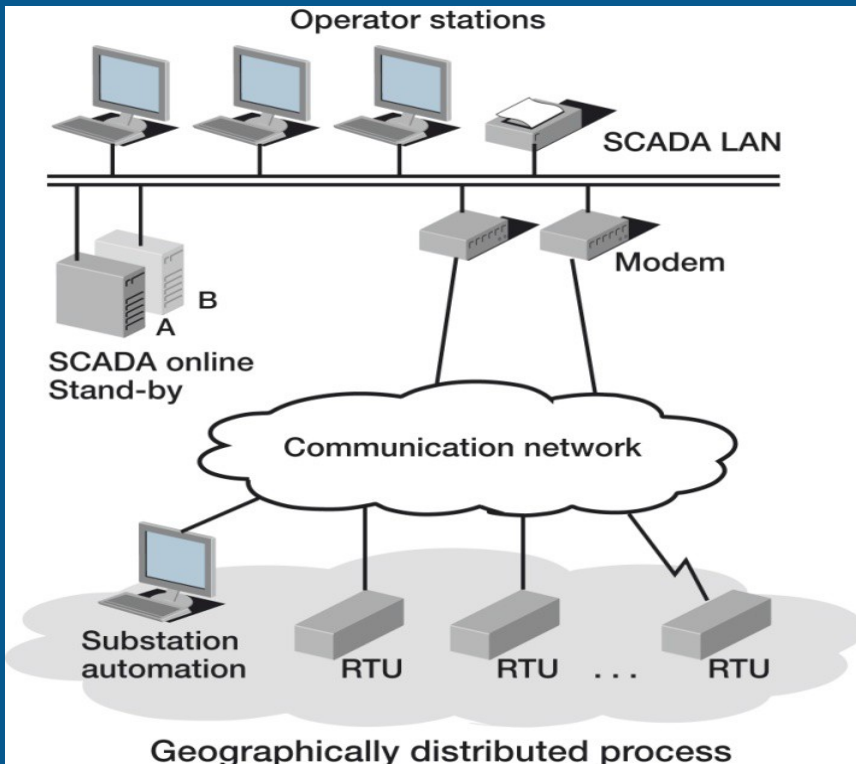 Operator stations
SCADA LAN
Modem
B
A
SCADA online
Stand-by
Communication network
Substation
automation
RTU
RTU
. . .
RTU
Geographically distributed process